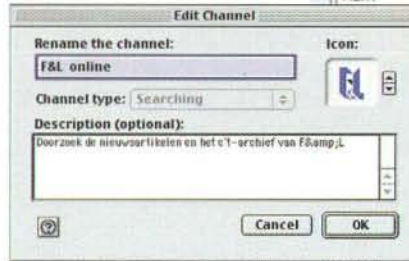 Edit Channel
Rename the channel:
Icon:
F&L online
F&L
Channel type: Searching
Description (optional):
Doorzoek de nieuwsartikelen en het c't-archief van F&amp;L
Cancel
OK